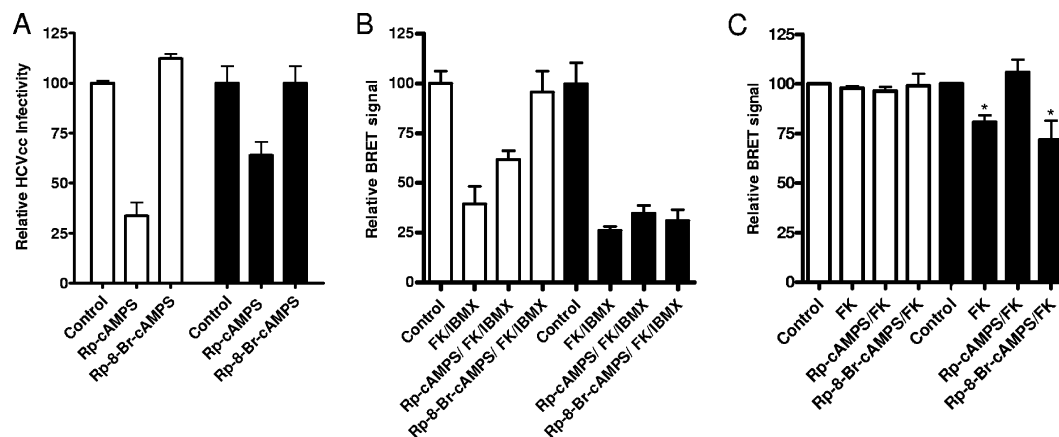 A
Relative HCVcc Infectivity
125
100
75
50
25
0
Control
Rp-cAMPS
Rp-8-Br-cAMPS
Control
Rp-cAMPS
Rp-8-Br-cAMPS
B
Relative BRET signal
125
100
75
50
25
0
Control
FK/IBMX
Rp-cAMPS/ FK/IBMX
Rp-8-Br-cAMPS/ FK/IBMX
Control
FK/IBMX
Rp-cAMPS/ FK/IBMX
Rp-8-Br-cAMPS/ FK/IBMX
C
Relative BRET signal
125
100
75
50
25
0
*
*
Control
FK
Rp-cAMPS/FK
Rp-8-Br-cAMPS/FK
Control
FK
Rp-cAMPS/FK
Rp-8-Br-cAMPS/FK